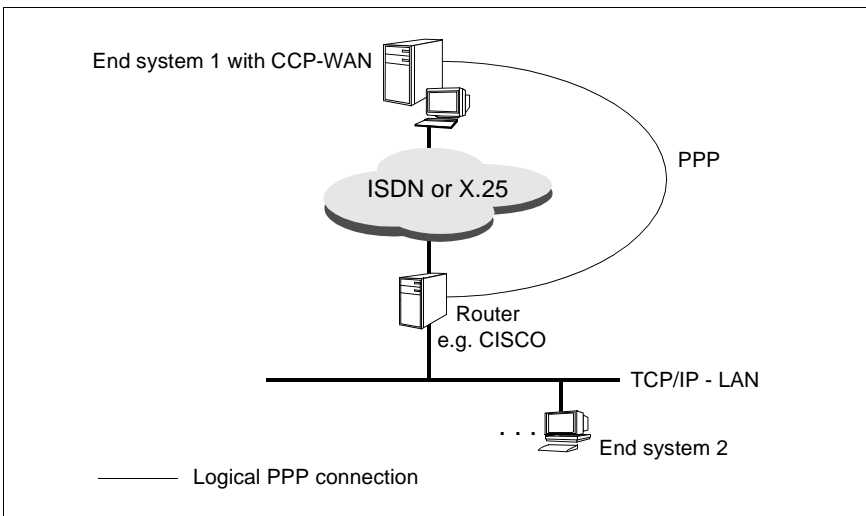 End system 1 with CCP-WAN
PPP
ISDN or X.25
Router
e.g. CISCO
TCP/IP - LAN
. . .
End system 2
Logical PPP connection